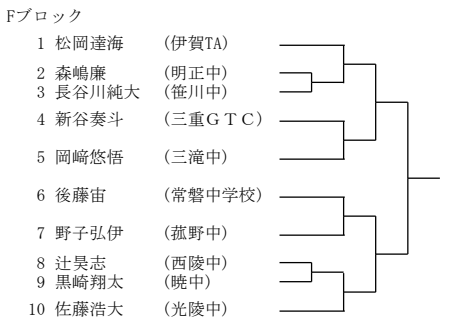 Fブロック
1 松岡達海 (伊賀TA)
2 森嶋廉 (明正中)
3 長谷川純大 (笹川中)
4 新谷奏斗 (三重ＧＴＣ)
5 岡﨑悠悟 (三滝中)
6 後藤宙 (常磐中学校)
7 野子弘伊 (菰野中)
8 辻昊志 (西陵中)
9 黒崎翔太 (暁中)
10 佐藤浩大 (光陵中)